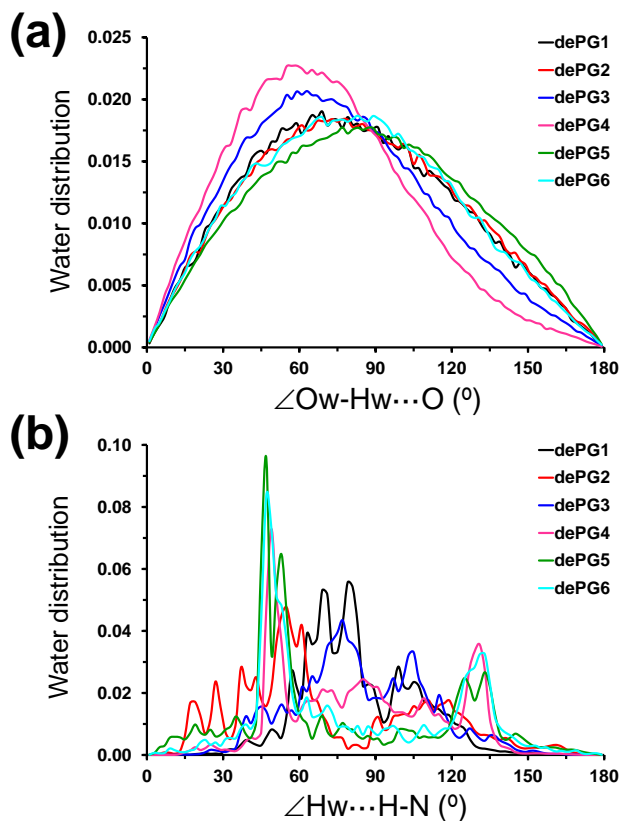 (a)
0.025
0.020
0.015
0.010
0.005
0.000
Water distribution
dePG1
dePG2
dePG3
dePG4
dePG5
dePG6
0 30 60 90 120 150 180
∠Ow-Hw···O (⁰)
(b)
0.10
0.08
0.06
0.04
0.02
0.00
Water distribution
dePG1
dePG2
dePG3
dePG4
dePG5
dePG6
0 30 60 90 120 150 180
∠Hw···H-N (⁰)